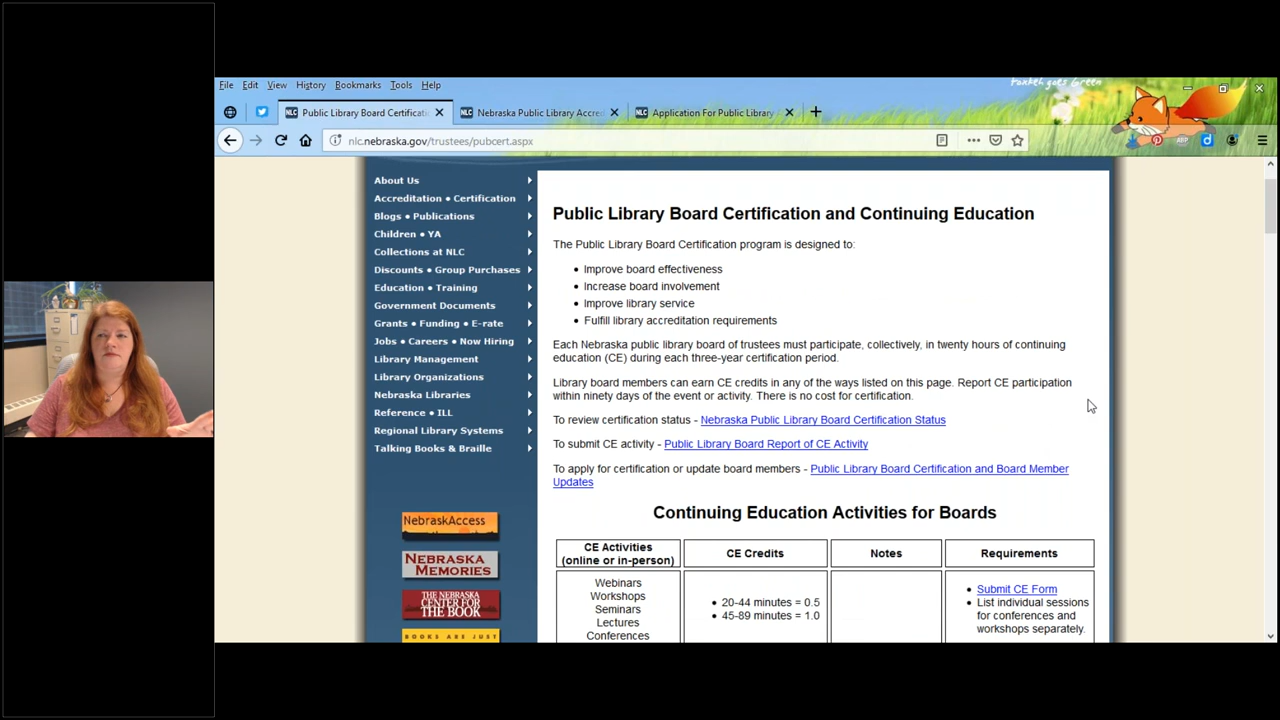 File Edit View History Bookmarks Tools Help
foxkeh goes Green
NLC Public Library Board Certificati
NLC Nebraska Public Library Accred
NLC Application For Public Library
nlc.nebraska.gov/trustees/pubcert.aspx
About Us
Accreditation • Certification
Blogs • Publications
Children • YA
Collections at NLC
Discounts • Group Purchases
Education • Training
Government Documents
Grants • Funding • E-rate
Jobs • Careers • Now Hiring
Library Management
Library Organizations
Nebraska Libraries
Reference • ILL
Regional Library Systems
Talking Books & Braille
NebraskAccess
NEBRASKA
MEMORIES
THE NEBRASKA
CENTER FOR
THE BOOK
BOOKS ARE JUST
Public Library Board Certification and Continuing Education
The Public Library Board Certification program is designed to:
• Improve board effectiveness
• Increase board involvement
• Improve library service
• Fulfill library accreditation requirements
Each Nebraska public library board of trustees must participate, collectively, in twenty hours of continuing
education (CE) during each three-year certification period.
Library board members can earn CE credits in any of the ways listed on this page. Report CE participation
within ninety days of the event or activity. There is no cost for certification.
To review certification status - Nebraska Public Library Board Certification Status
To submit CE activity - Public Library Board Report of CE Activity
To apply for certification or update board members - Public Library Board Certification and Board Member
Updates
Continuing Education Activities for Boards
CE Activities
(online or in-person)
CE Credits
Notes
Requirements
Webinars
Workshops
Seminars
Lectures
Conferences
• 20-44 minutes = 0.5
• 45-89 minutes = 1.0
• Submit CE Form
• List individual sessions
for conferences and
workshops separately.